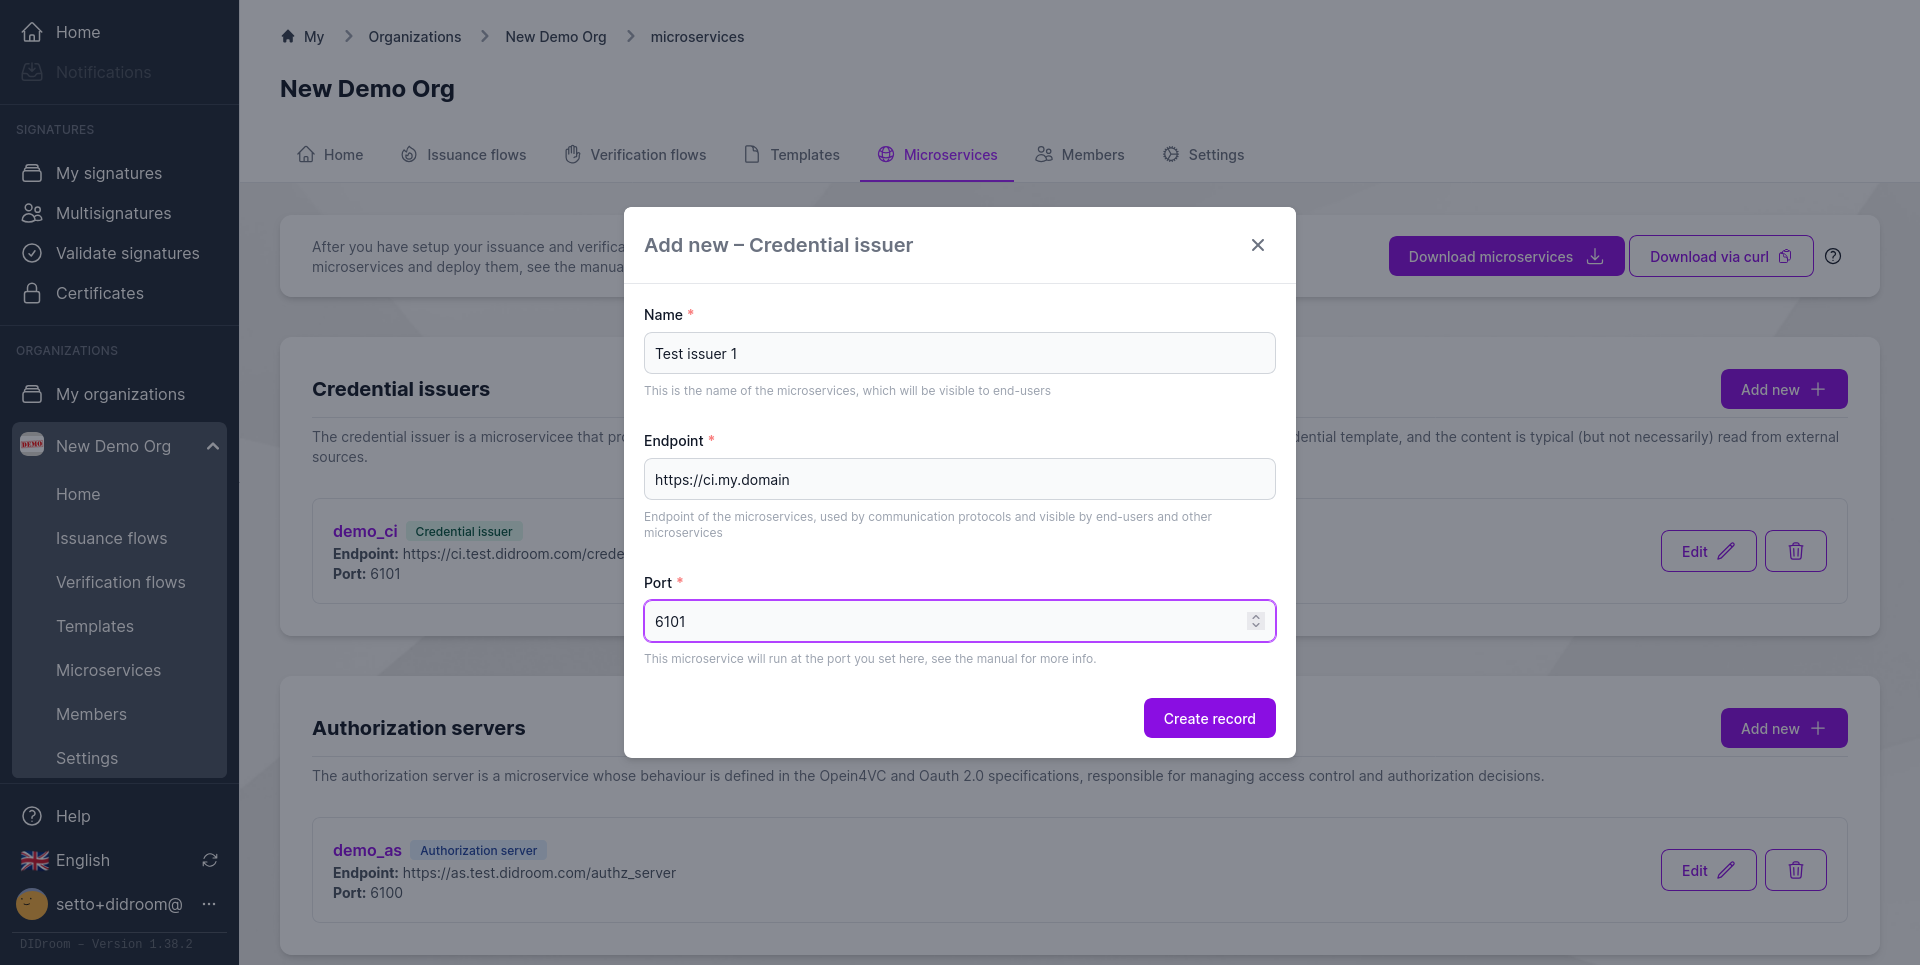 Home
Notifications
SIGNATURES
My signatures
Multisignatures
Validate signatures
Certificates
ORGANIZATIONS
My organizations
DEMO
New Demo Org
Home
Issuance flows
Verification flows
Templates
Microservices
Members
Settings
Help
English
setto+didroom@ ...
DIDroom – Version 1.38.2
My > Organizations > New Demo Org > microservices
New Demo Org
Home Issuance flows Verification flows Templates Microservices Members Settings
After you have setup your issuance and verifica
microservices and deploy them, see the manua
Download microservices Download via curl ?
Credential issuers
Add new +
The credential issuer is a microservicee that pro
dential template, and the content is typical (but not necessarily) read from external
sources.
demo_ci Credential issuer
Endpoint: https://ci.test.didroom.com/crede
Port: 6101
Edit
Authorization servers
Add new +
The authorization server is a microservice whose behaviour is defined in the Opein4VC and Oauth 2.0 specifications, responsible for managing access control and authorization decisions.
demo_as Authorization server
Endpoint: https://as.test.didroom.com/authz_server
Port: 6100
Edit
Add new – Credential issuer
Name *
Test issuer 1
This is the name of the microservices, which will be visible to end-users
Endpoint *
https://ci.my.domain
Endpoint of the microservices, used by communication protocols and visible by end-users and other
microservices
Port *
6101
This microservice will run at the port you set here, see the manual for more info.
Create record